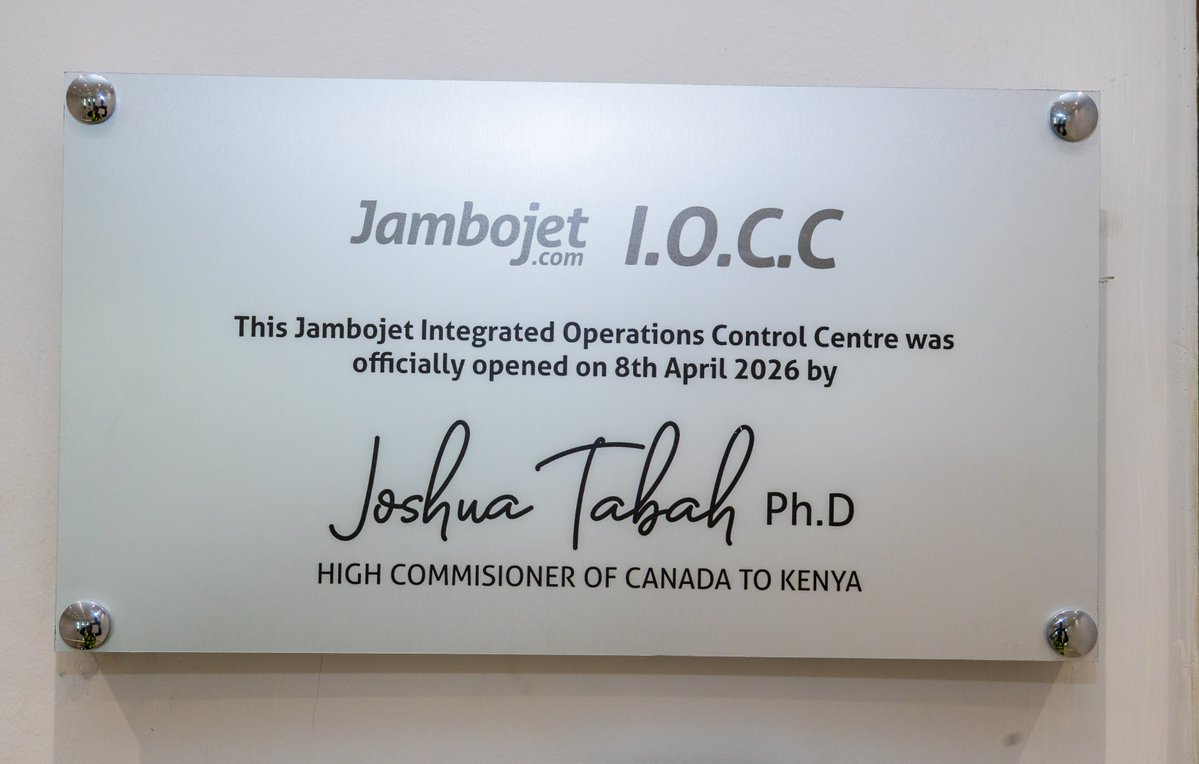 Jambojet I.O.C.C
.com
This Jambojet Integrated Operations Control Centre was
officially opened on 8th April 2026 by
Joshua Tabah Ph.D
HIGH COMMISIONER OF CANADA TO KENYA